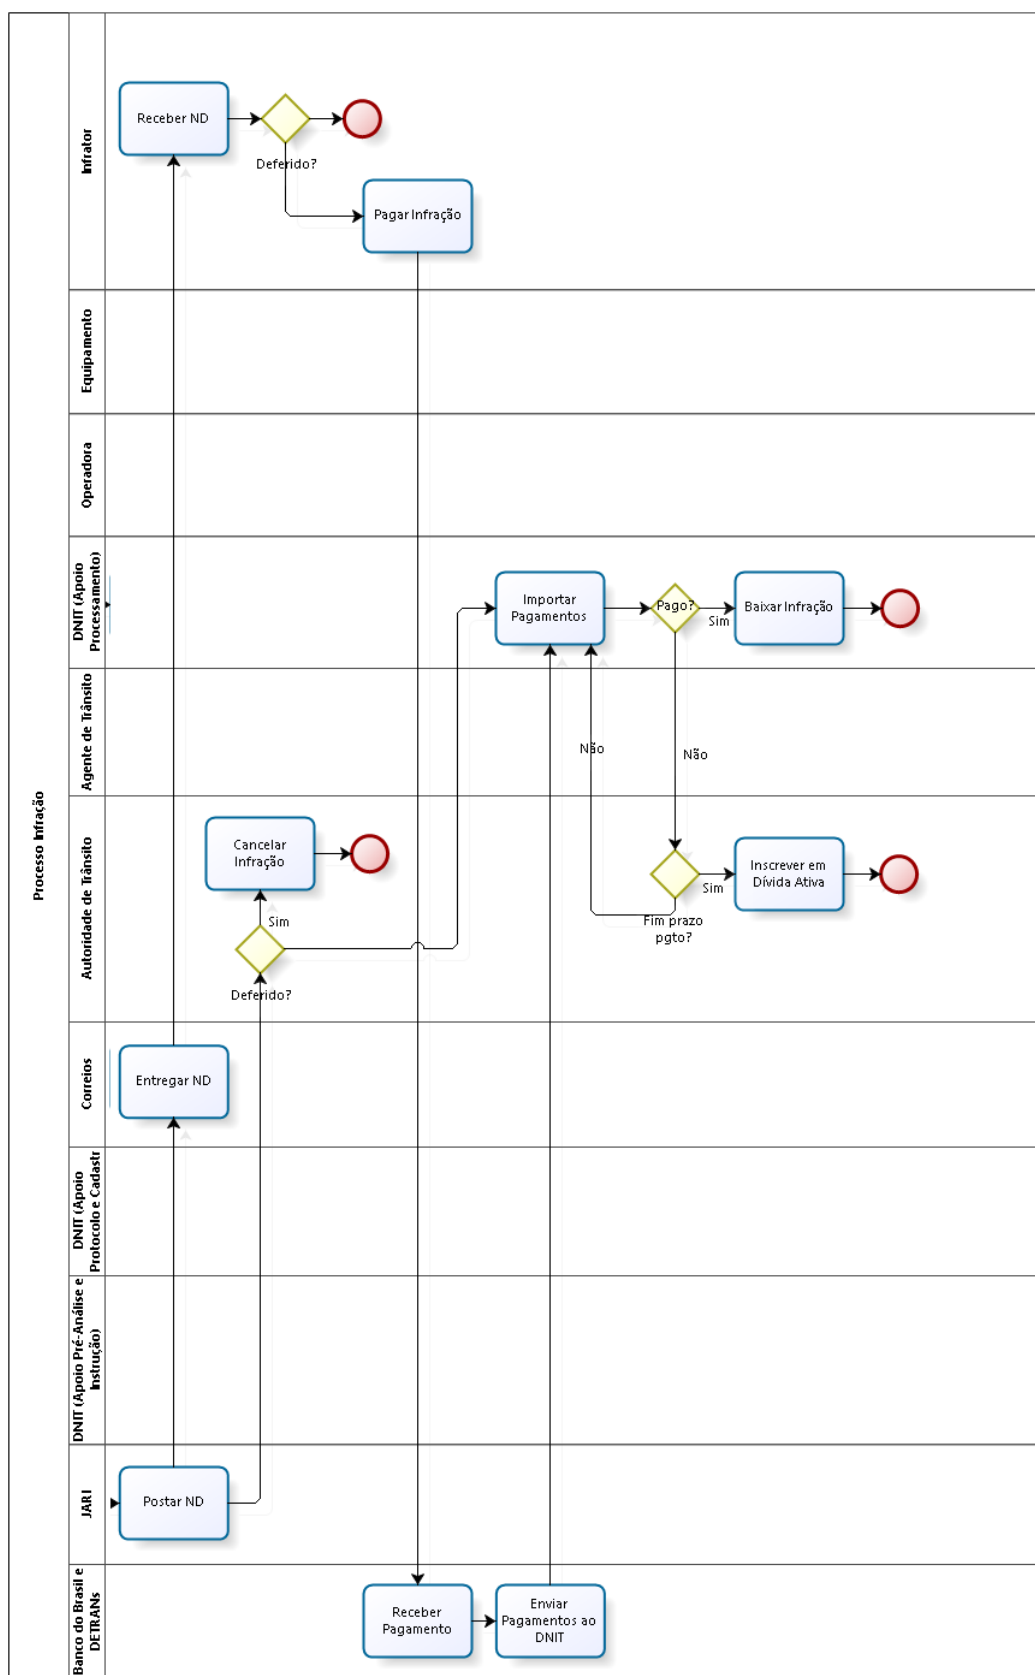 Processo Infração
Infrator
Receber ND
Deferido?
Pagar Infração
Equipamento
Operadora
DNIT (Apoio
Processamento)
Importar
Pagamentos
Pago?
Sim
Baixar Infração
Agente de Trânsito
Não
Não
Autoridade de Trânsito
Cancelar
Infração
Sim
Deferido?
Fim prazo
pgto?
Sim
Inscrever em
Dívida Ativa
Correios
Entregar ND
DNIT (Apoio
Protocolo e Cadastr
DNIT (Apoio Pré-Análise e
Instrução)
JARI
Postar ND
Banco do Brasil e
DETRANs
Receber
Pagamento
Enviar
Pagamentos ao
DNIT